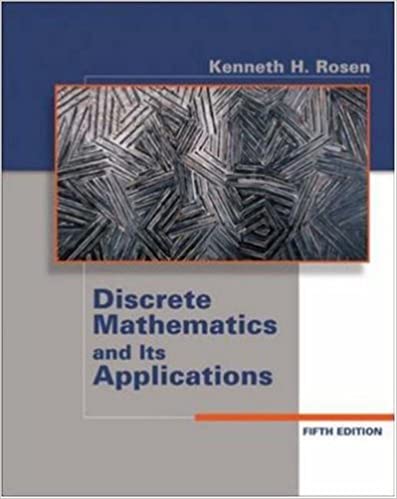 Kenneth H. Rosen
Discrete
Mathematics
and Its
Applications
FIFTH EDITION